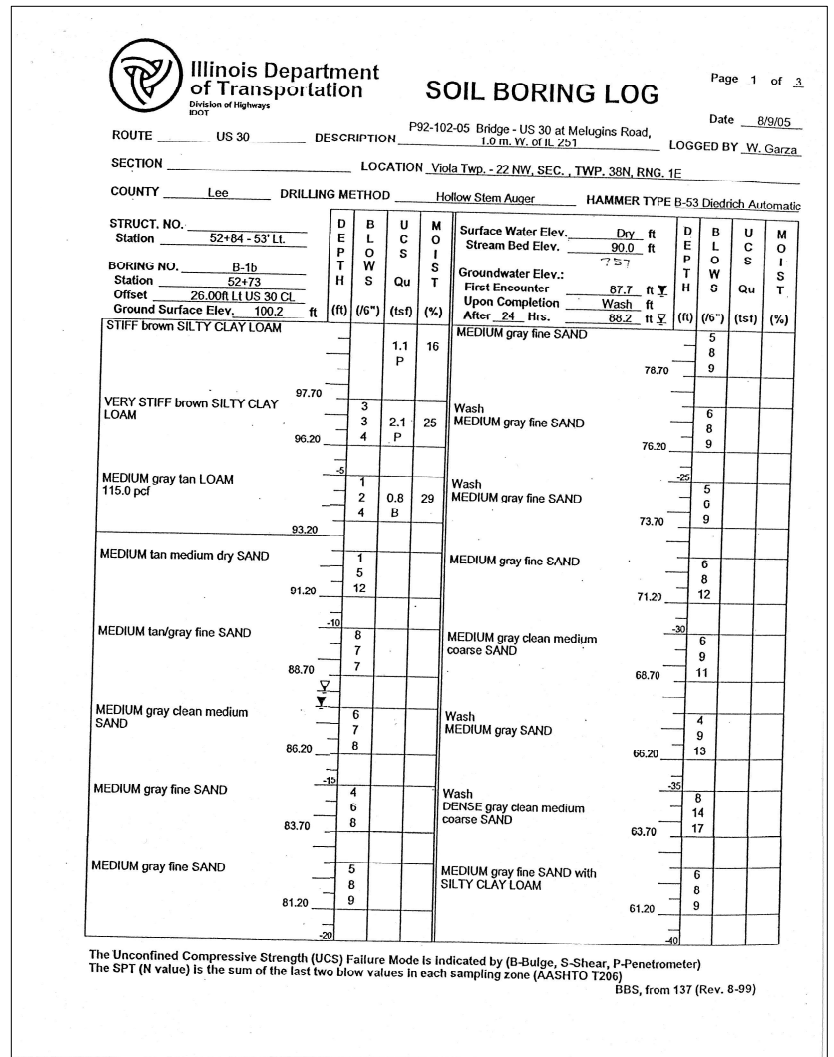 Illinois Department
of Transportation
Division of Highways
IDOT
SOIL BORING LOG
Page 1 of 3
Date 8/9/05
ROUTE US 30 DESCRIPTION P92-102-05 Bridge - US 30 at Melugins Road, 1.0 m. W. of IL 251 LOGGED BY W. Garza
SECTION LOCATION Viola Twp. - 22 NW, SEC. , TWP. 38N, RNG. 1E
COUNTY Lee DRILLING METHOD Hollow Stem Auger HAMMER TYPE B-53 Diedrich Automatic
STRUCT. NO.
Station 52+84 - 53' Lt.
BORING NO. B-1b
Station 52+73
Offset 26.00ft Lt US 30 CL
Ground Surface Elev. 100.2 ft
DEPTH (ft) BLOWS (/6") UCS Qu (tsf) MOIST (%)
STIFF brown SILTY CLAY LOAM
1.1 16
P
97.70
VERY STIFF brown SILTY CLAY
LOAM
3
3 2.1 25
96.20 4 P
-5
MEDIUM gray tan LOAM
115.0 pcf
1
2 0.8 29
4 B
93.20
MEDIUM tan medium dry SAND
1
5
91.20 12
-10
MEDIUM tan/gray fine SAND
8
7
88.70 7
MEDIUM gray clean medium
SAND
6
7
86.20 8
-15
MEDIUM gray fine SAND
4
6
83.70 8
MEDIUM gray fine SAND
5
8
81.20 9
-20
Surface Water Elev. Dry ft
Stream Bed Elev. 90.0 ft
757
Groundwater Elev.:
First Encounter 87.7 ft
Upon Completion Wash ft
After 24 Hrs. 88.2 ft
DEPTH (ft) BLOWS (/6") UCS Qu (tsf) MOIST (%)
MEDIUM gray fine SAND
5
8
78.70 9
Wash
MEDIUM gray fine SAND
6
8
76.20 9
-25
Wash
MEDIUM gray fine SAND
5
6
73.70 9
MEDIUM gray fine SAND
6
8
71.20 12
-30
MEDIUM gray clean medium
coarse SAND
6
9
68.70 11
Wash
MEDIUM gray SAND
4
9
66.20 13
-35
Wash
DENSE gray clean medium
coarse SAND
8
14
63.70 17
MEDIUM gray fine SAND with
SILTY CLAY LOAM
6
8
61.20 9
-40
The Unconfined Compressive Strength (UCS) Failure Mode is indicated by (B-Bulge, S-Shear, P-Penetrometer)
The SPT (N value) is the sum of the last two blow values in each sampling zone (AASHTO T206)
BBS, from 137 (Rev. 8-99)